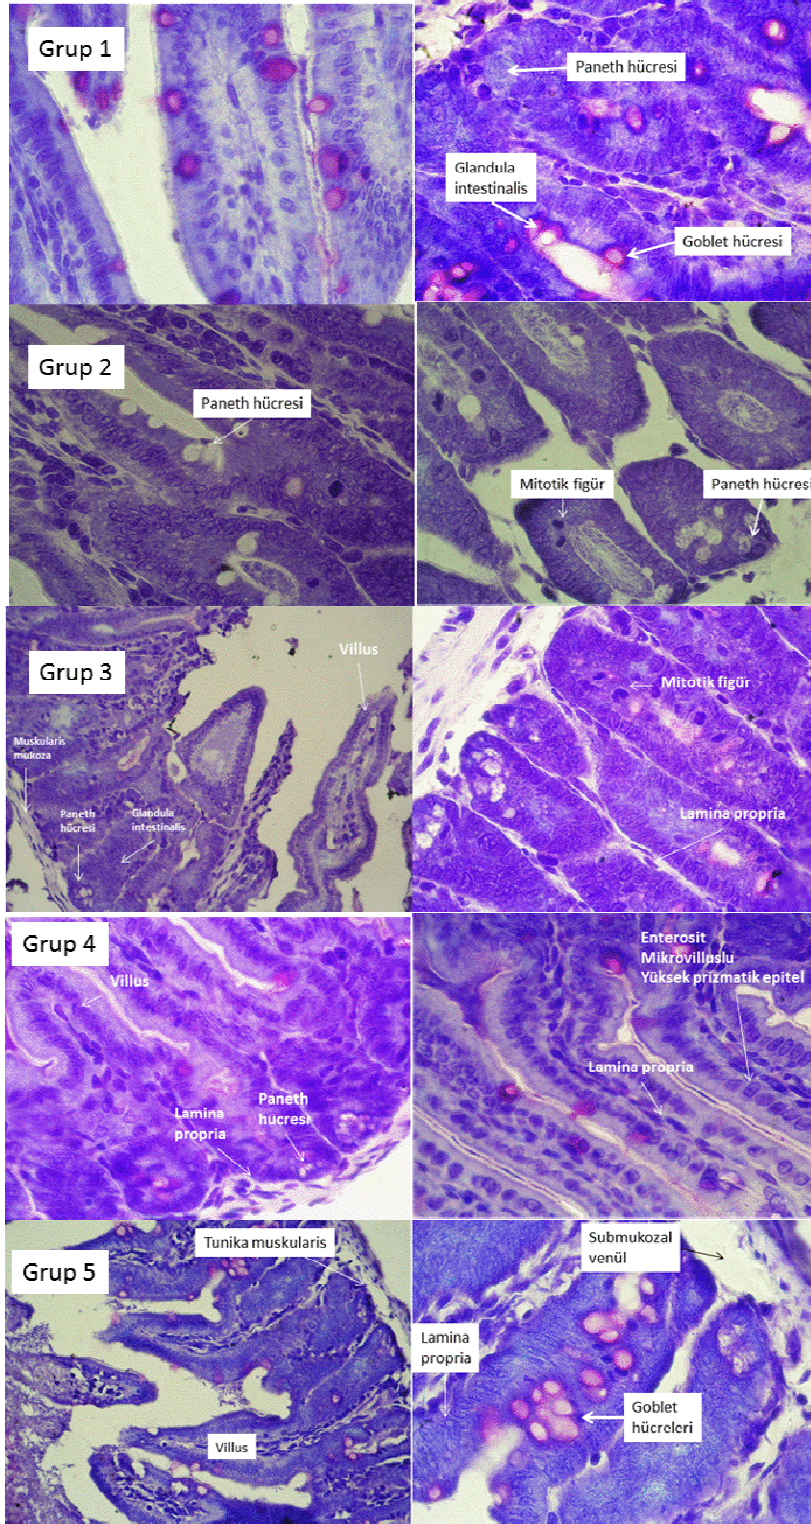 Grup 1
Paneth hücresi
Glandula
intestinalis
Goblet hücresi
Grup 2
Paneth hücresi
Mitotik figür
Paneth hücresi
Grup 3
Villus
Muskularis
mukoza
Paneth
hücresi
Glandula
intestinalis
Mitotik figür
Lamina propria
Grup 4
Villus
Lamina
propria
Paneth
hücresi
Enterosit
Mikrovilluslu
Yüksek prizmatik epitel
Lamina propria
Grup 5
Tunika muskularis
Villus
Submukozal
venül
Lamina
propria
Goblet
hücreleri